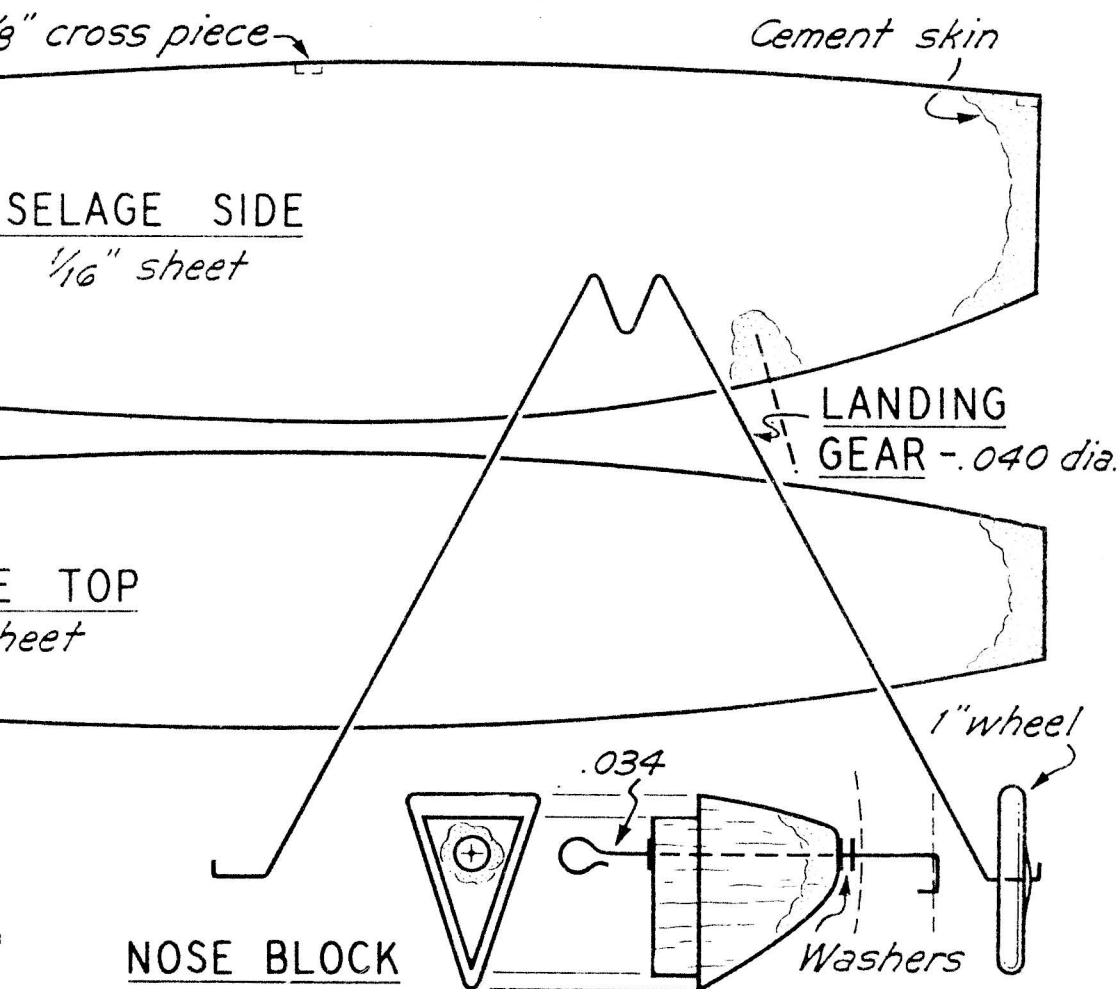 /8" cross piece
Cement skin
SELAGE SIDE
1/16" sheet
LANDING
GEAR - .040 dia.
E TOP
heet
1" wheel
.034
NOSE BLOCK
Washers